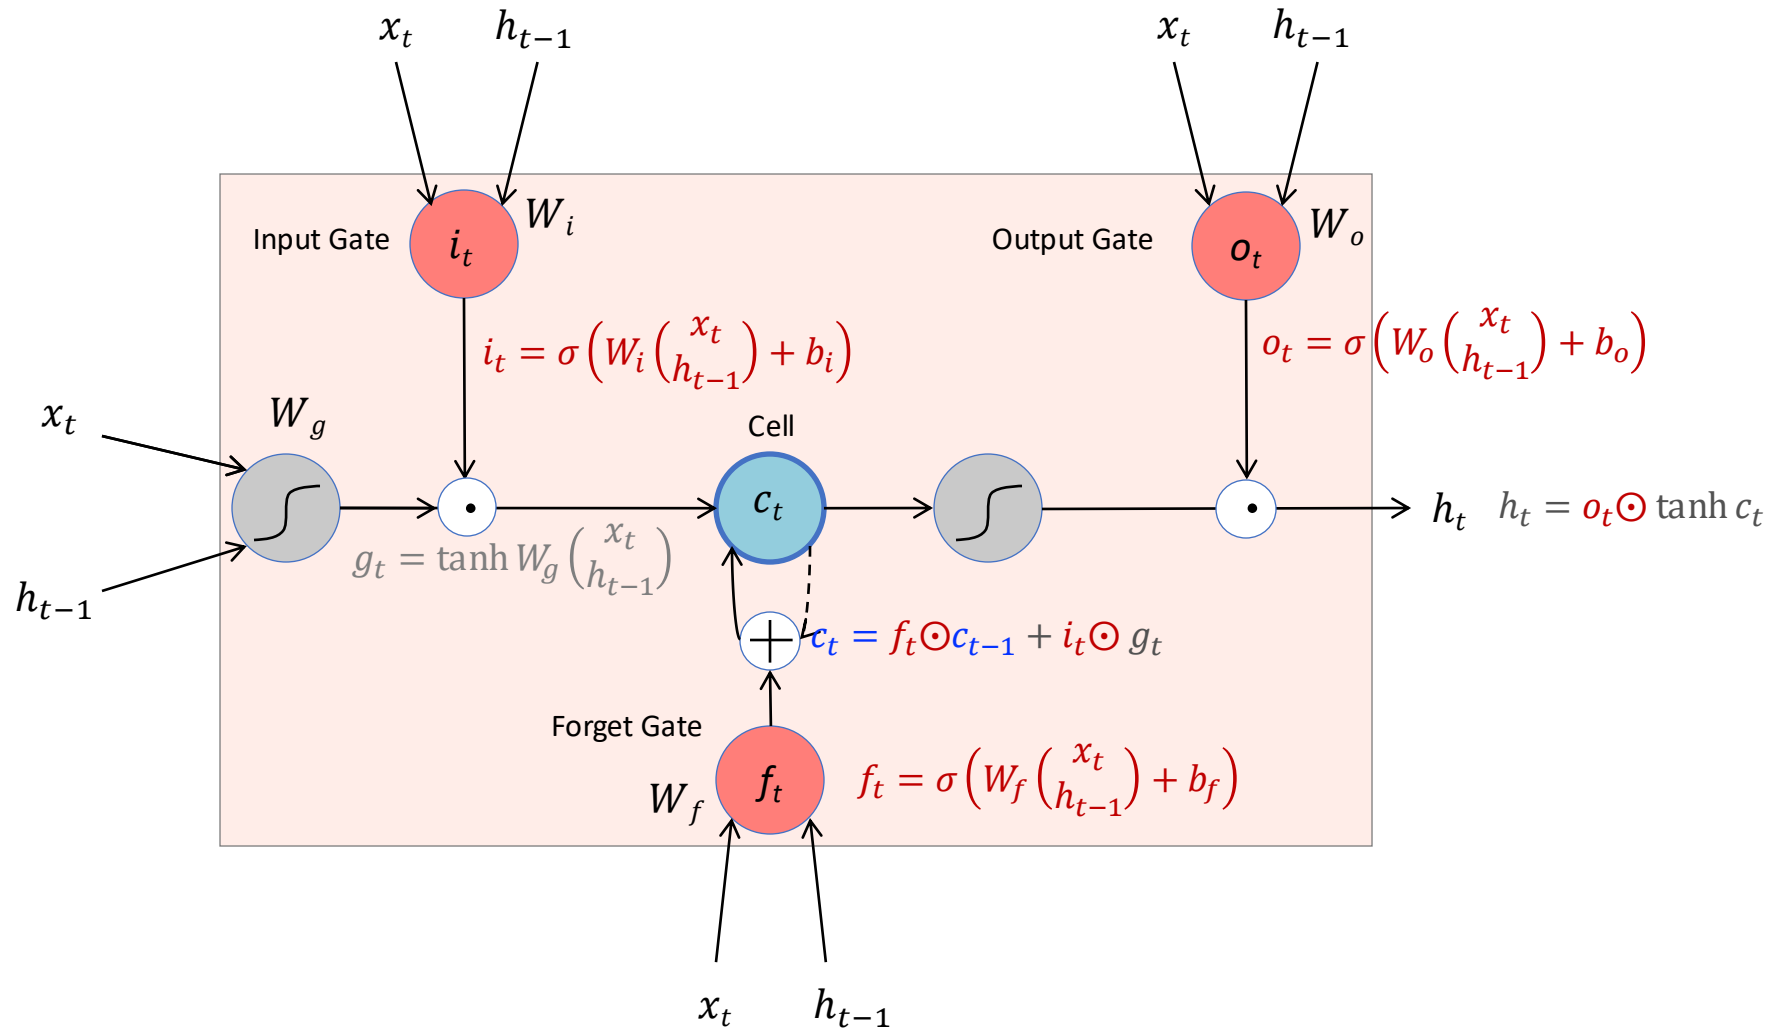 x_t h_{t−1} x_t h_{t−1}
Input Gate i_t W_i Output Gate o_t W_o
i_t = σ(W_i (x_t h_{t−1}) + b_i) o_t = σ(W_o (x_t h_{t−1}) + b_o)
x_t W_g Cell
c_t h_t h_t = o_t ⊙ tanh c_t
g_t = tanh W_g (x_t h_{t−1})
h_{t−1}
c_t = f_t ⊙ c_{t−1} + i_t ⊙ g_t
Forget Gate
W_f f_t f_t = σ(W_f (x_t h_{t−1}) + b_f)
x_t h_{t−1}